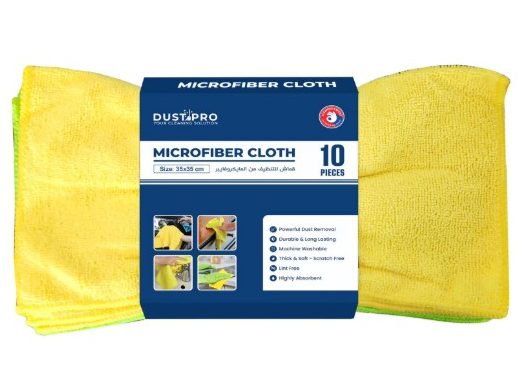 MICROFIBER CLOTH
DUSTPRO
YOUR CLEANING SOLUTION
MICROFIBER CLOTH
قماش للتنظيف من المايكروفايبر
Size: 35x35 cm
10
PIECES
Powerful Dust Removal
Durable & Long Lasting
Machine Washable
Thick & Soft - Scratch Free
Lint Free
Highly Absorbent